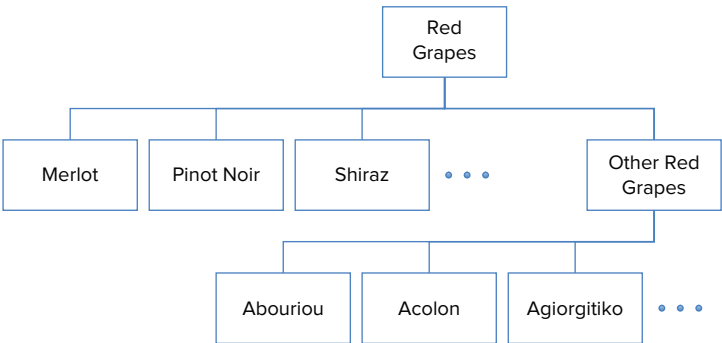 Red
Grapes
Merlot
Pinot Noir
Shiraz
Other Red
Grapes
Abouriou
Acolon
Agiorgitiko